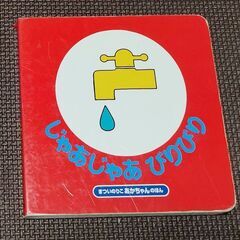 じゃあじゃあ びりびり
まついのりこ あかちゃんのほん